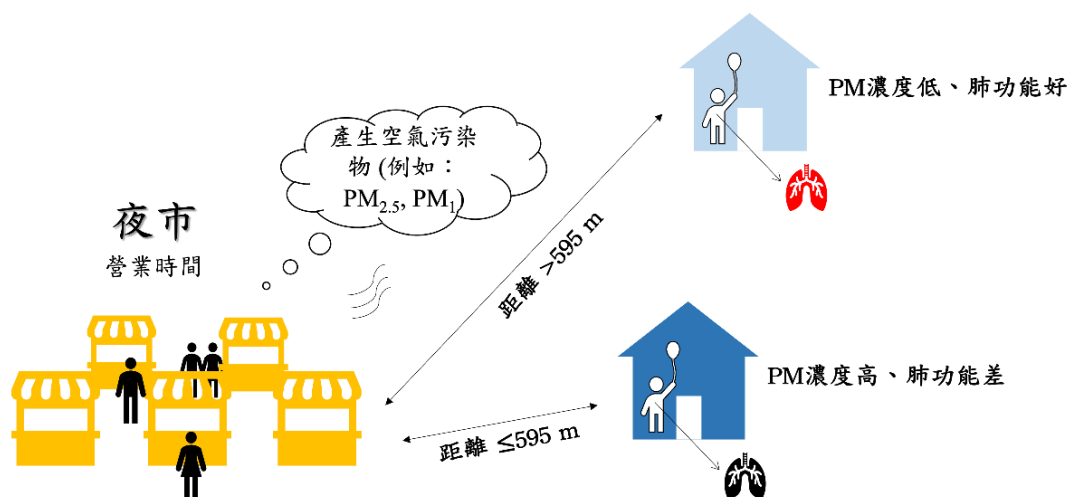 產生空氣污染
物 (例如：
PM2.5, PM1)
夜市
營業時間
PM濃度低、肺功能好
距離 >595 m
PM濃度高、肺功能差
距離 ≤595 m